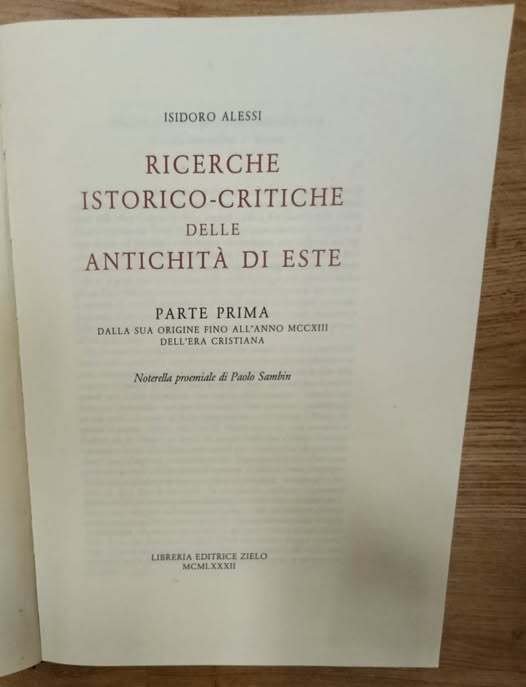 ISIDORO ALESSI
RICERCHE
ISTORICO-CRITICHE
DELLE
ANTICHITÀ DI ESTE
PARTE PRIMA
DALLA SUA ORIGINE FINO ALL'ANNO MCCXIII
DELL'ERA CRISTIANA
Noterella proemiale di Paolo Sambin
LIBRERIA EDITRICE ZIELO
MCMLXXXII